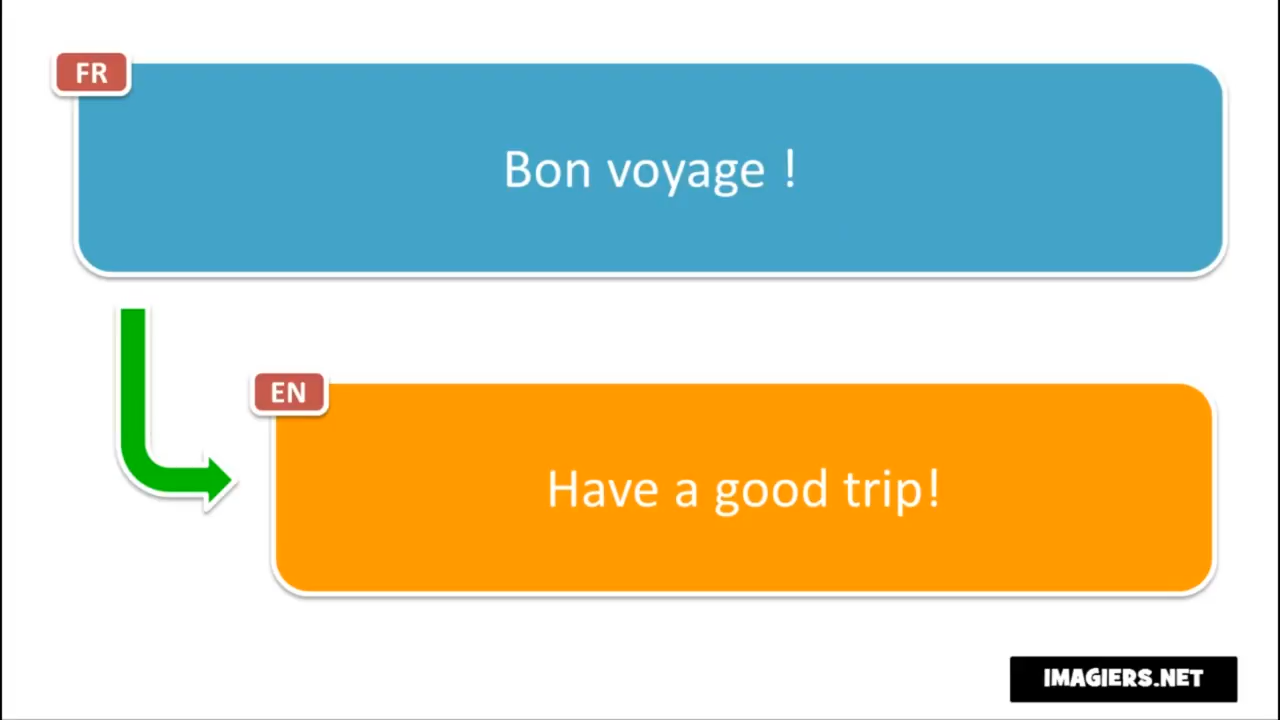 FR
Bon voyage !
EN
Have a good trip!
IMAGIERS.NET